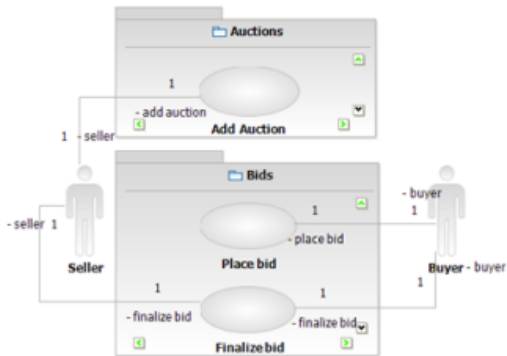 Auctions
1
- add auction
Add Auction
1 - seller
Bids
- buyer
1
1
- seller 1
- place bid
Seller
Place bid
Buyer - buyer
1
1
1
- finalize bid
- finalize bid
Finalize bid